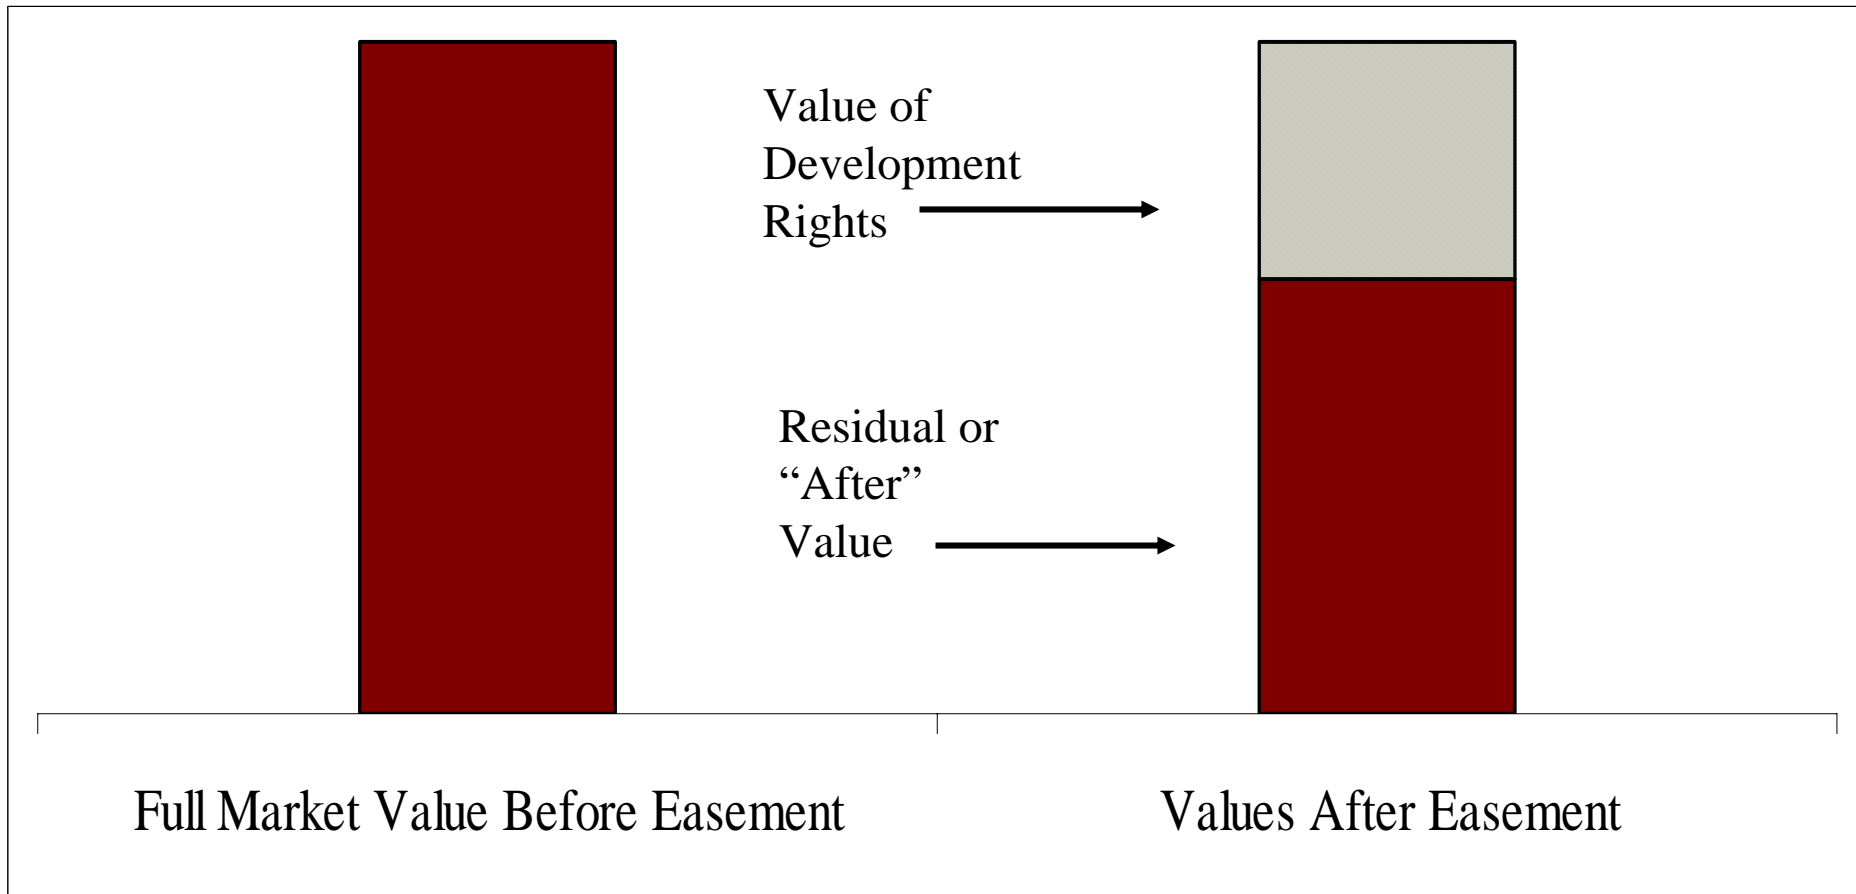 Value of
Development
Rights
Residual or
“After”
Value
Full Market Value Before Easement
Values After Easement